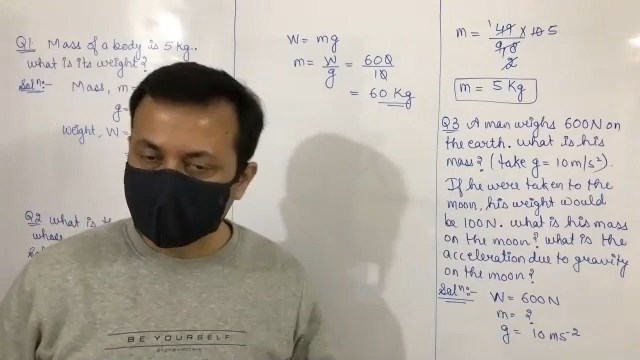 Q1 Mass of a body is 5 kg.
what is its weight?
Solⁿ:- Mass, m =
g =
Weight, W =
Q2 what is the
Solⁿ
W = mg
m = W/g = 600/10
= 60 Kg
m = 49 × 10 5
2
m = 5 Kg
Q3 A man weighs 600N on
the earth. what is his
mass? (take g = 10 m/s²).
If he were taken to the
moon, his weight would
be 100N. what is his mass
on the moon? what is the
acceleration due to gravity
on the moon?
Solⁿ:- W = 600N
m = ?
g = 10 ms⁻²
BE YOURSELF